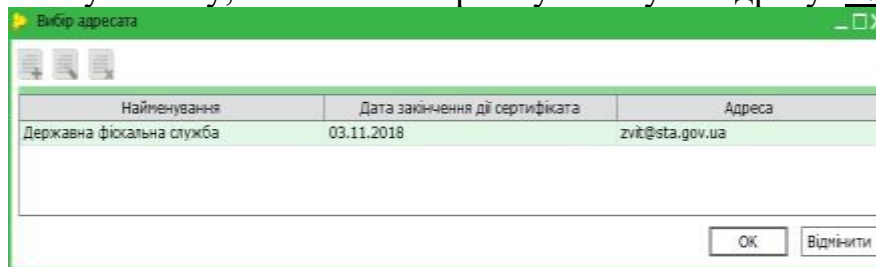 Вибір адресата
Найменування Дата закінчення дії сертифіката Адреса
Державна фіскальна служба 03.11.2018 zvit@sta.gov.ua
ОК Відмінити